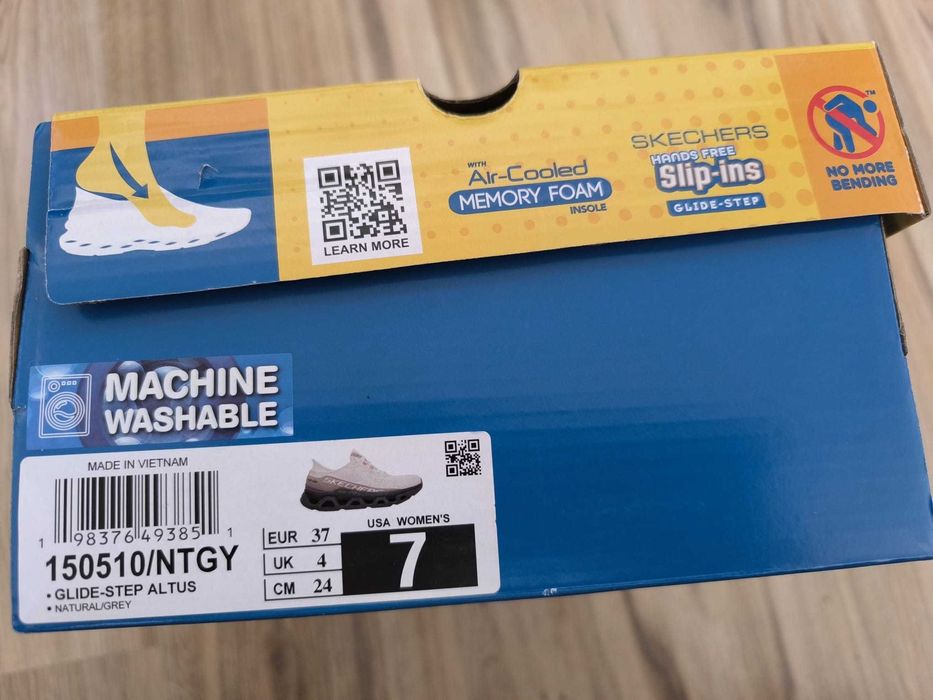 LEARN MORE
WITH
Air-Cooled
MEMORY FOAM
INSOLE
SKECHERS
HANDS FREE
Slip-ins
GLIDE-STEP
TM
NO MORE
BENDING
MACHINE
WASHABLE
MADE IN VIETNAM
1 98376 49385 1
150510/NTGY
• GLIDE-STEP ALTUS
• NATURAL/GREY
SKECHERS
EUR 37
UK 4
CM 24
USA WOMEN'S
7